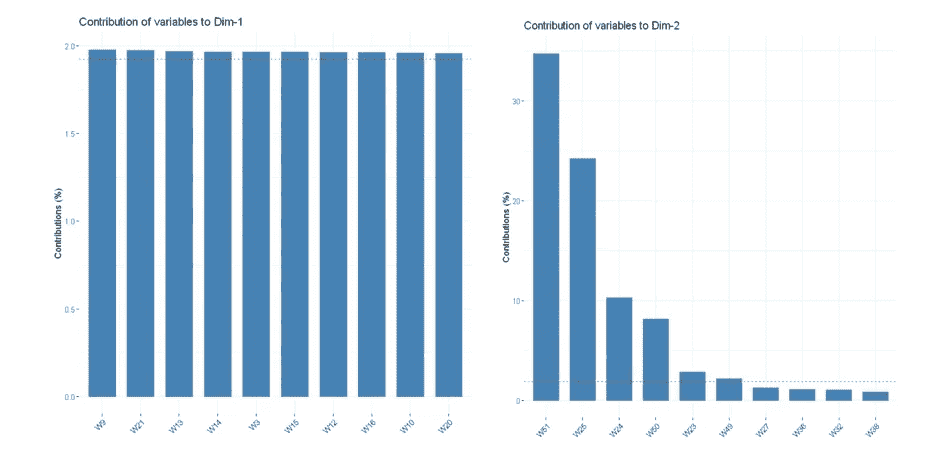 Contribution of variables to Dim-1
2.0
1.5
1.0
0.5
0.0
Contributions (%)
W9 W21 W13 W14 W3 W15 W12 W16 W10 W20
Contribution of variables to Dim-2
30
20
10
0
Contributions (%)
W51 W25 W24 W50 W23 W49 W27 W36 W32 W38